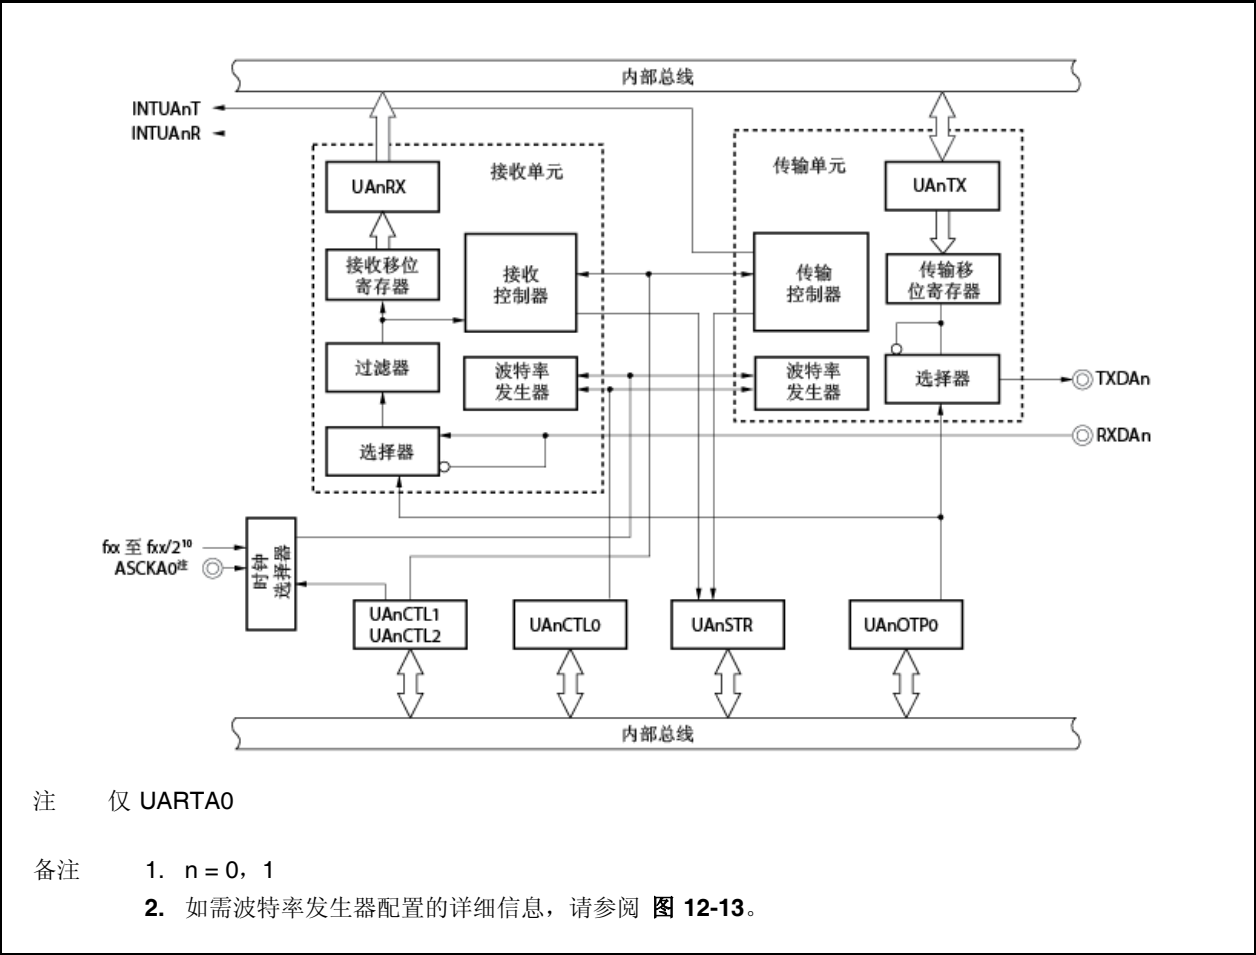 内部总线
INTUAnT
INTUAnR
接收单元
传输单元
UAnRX
UAnTX
接收移位
寄存器
接收
控制器
传输
控制器
传输移
位寄存器
过滤器
波特率
发生器
波特率
发生器
选择器
TXDAn
选择器
RXDAn
fxx 至 fxx/2¹⁰
ASCKA0注
时钟
选择器
UAnCTL1
UAnCTL2
UAnCTL0
UAnSTR
UAnOTP0
内部总线
注 仅 UARTA0
备注 1. n = 0，1
2. 如需波特率发生器配置的详细信息，请参阅 图 12-13。